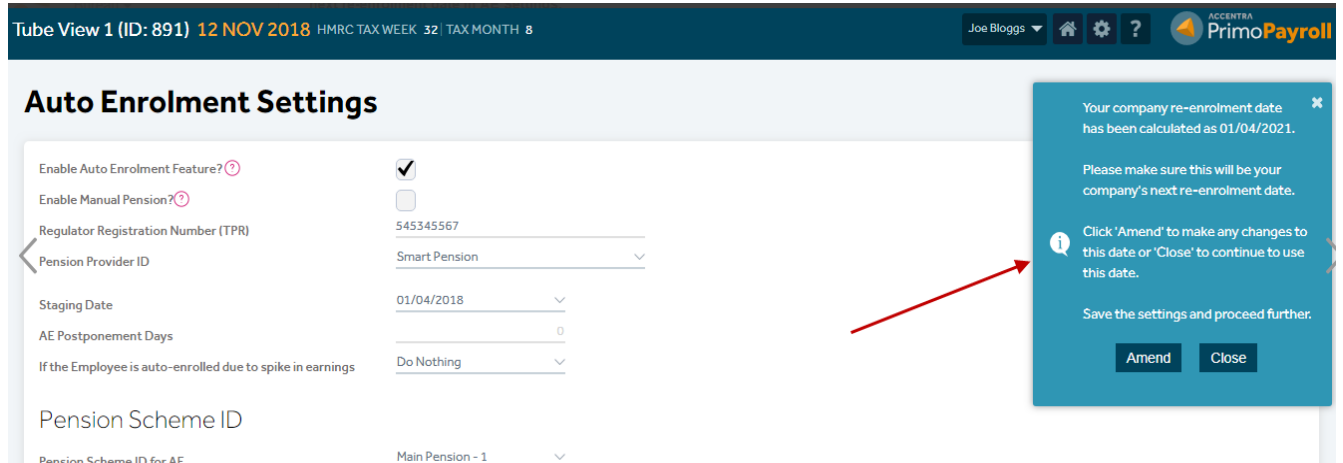 Tube View 1 (ID: 891) 12 NOV 2018 HMRC TAX WEEK 32 | TAX MONTH 8
Joe Bloggs
?
ACCENTRA
PrimoPayroll
Auto Enrolment Settings
Enable Auto Enrolment Feature? ?
Enable Manual Pension? ?
Regulator Registration Number (TPR) 545345567
Pension Provider ID Smart Pension
Staging Date 01/04/2018
AE Postponement Days 0
If the Employee is auto-enrolled due to spike in earnings Do Nothing
Pension Scheme ID
Pension Scheme ID for AE Main Pension - 1
Your company re-enrolment date
has been calculated as 01/04/2021.
Please make sure this will be your
company's next re-enrolment date.
Click 'Amend' to make any changes to
this date or 'Close' to continue to use
this date.
Save the settings and proceed further.
Amend Close